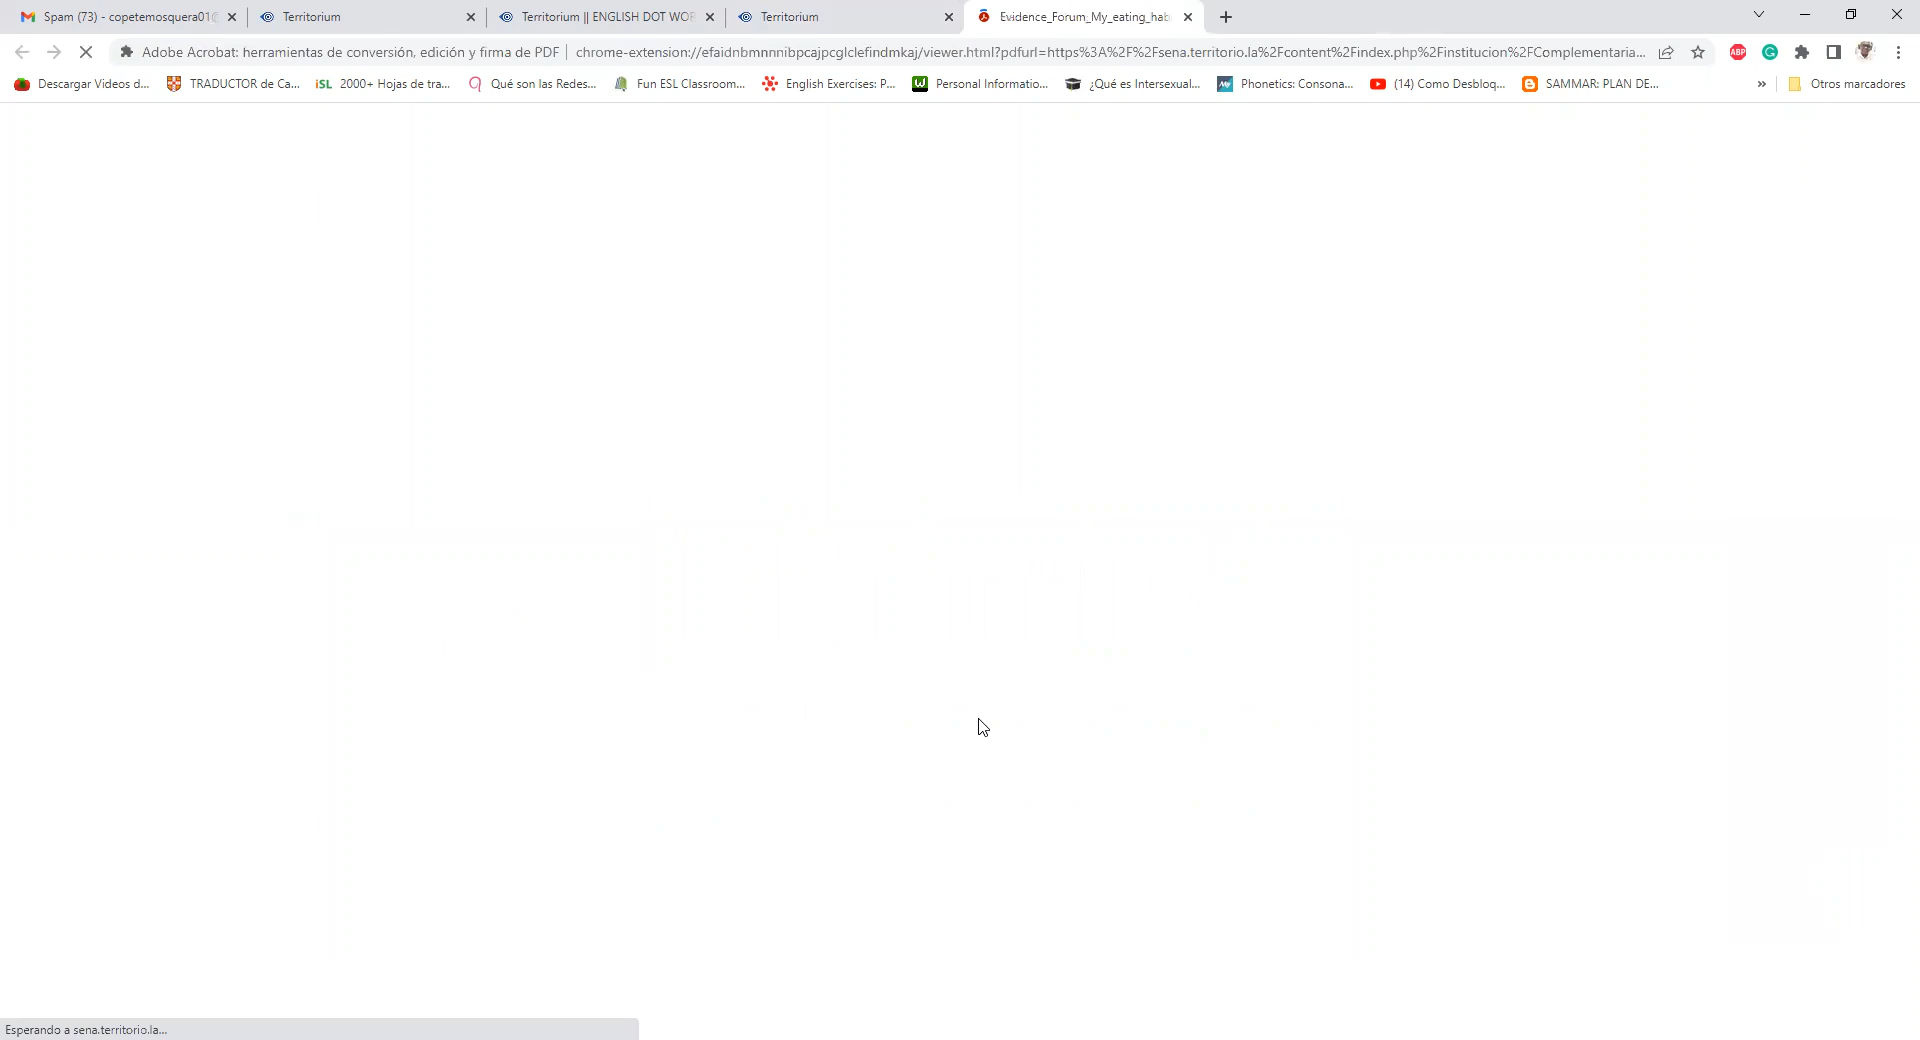 Spam (73) - copetemosquera01@
Territorium
Territorium || ENGLISH DOT WOR
Territorium
Evidence_Forum_My_eating_hab
Adobe Acrobat: herramientas de conversión, edición y firma de PDF
chrome-extension://efaidnbmnnnibpcajpcglclefindmkaj/viewer.html?pdfurl=https%3A%2F%2Fsena.territorio.la%2Fcontent%2Findex.php%2Finstitucion%2FComplementaria...
ABP
Descargar Videos d...
TRADUCTOR de Ca...
iSL 2000+ Hojas de tra...
Qué son las Redes...
Fun ESL Classroom...
English Exercises: P...
Personal Informatio...
¿Qué es Intersexual...
Phonetics: Consona...
(14) Como Desbloq...
SAMMAR: PLAN DE...
»
Otros marcadores
Esperando a sena.territorio.la...